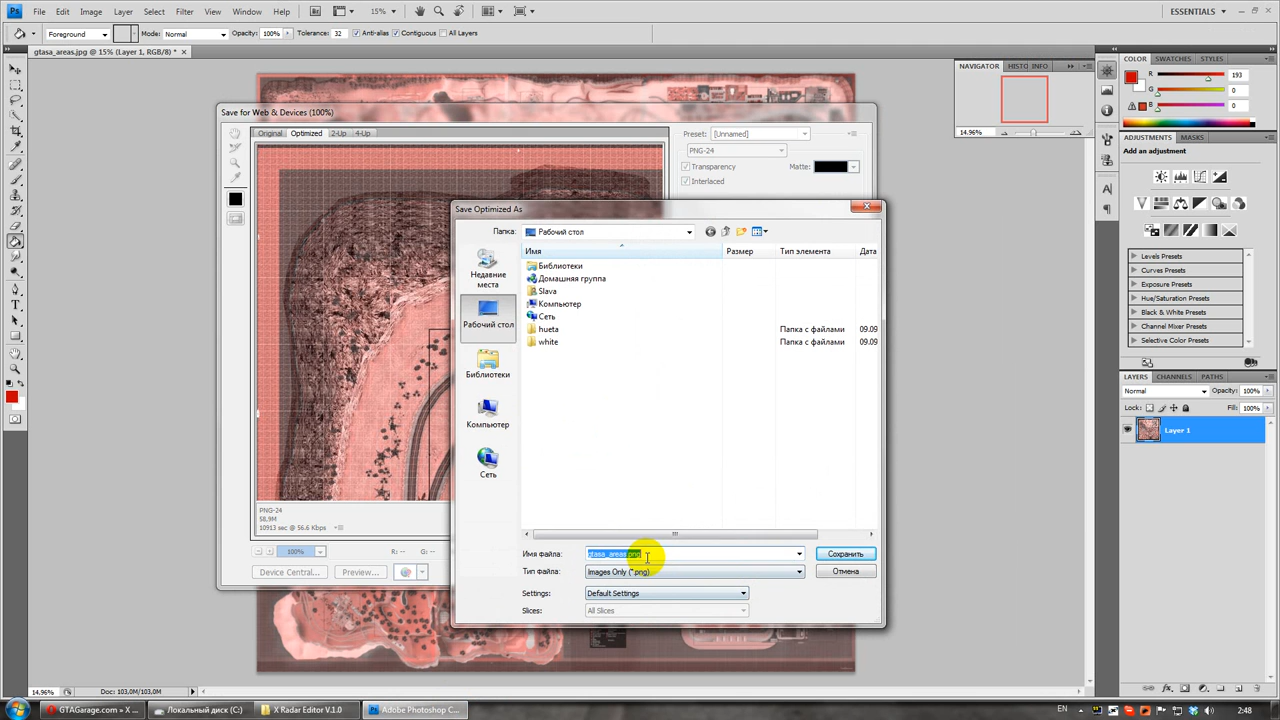 Ps File Edit Image Layer Select Filter View Window Help Br 15% ESSENTIALS
Foreground Mode: Normal Opacity: 100% Tolerance: 32 Anti-alias Contiguous All Layers
gtasa_areas.jpg @ 15% (Layer 1, RGB/8) *
NAVIGATOR HISTO INFO
14.96%
COLOR SWATCHES STYLES
R 193
G 0
B 0
ADJUSTMENTS MASKS
Add an adjustment
Levels Presets
Curves Presets
Exposure Presets
Hue/Saturation Presets
Black & White Presets
Channel Mixer Presets
Selective Color Presets
LAYERS CHANNELS PATHS
Normal Opacity: 100%
Lock: Fill: 100%
Layer 1
Save for Web & Devices (100%)
Original Optimized 2-Up 4-Up
Preset: [Unnamed]
PNG-24
Transparency Matte:
Interlaced
PNG-24
58,9M
10913 sec @ 56.6 Kbps
100% R: -- G: -- B: --
Device Central... Preview...
Save Optimized As
Папка: Рабочий стол
Имя Размер Тип элемента Дата
Недавние места
Рабочий стол
Библиотеки
Компьютер
Сеть
Библиотеки
Домашняя группа
Slava
Компьютер
Сеть
hueta Папка с файлами 09.09
white Папка с файлами 09.09
Имя файла: gtasa_areas.png Сохранить
Тип файла: Images Only (*.png) Отмена
Settings: Default Settings
Slices: All Slices
14.96% Doc: 103,0M/103,0M
GTAGarage.com » X ... Локальный диск (C:) X Radar Editor V.1.0 Adobe Photoshop C... EN 2:48